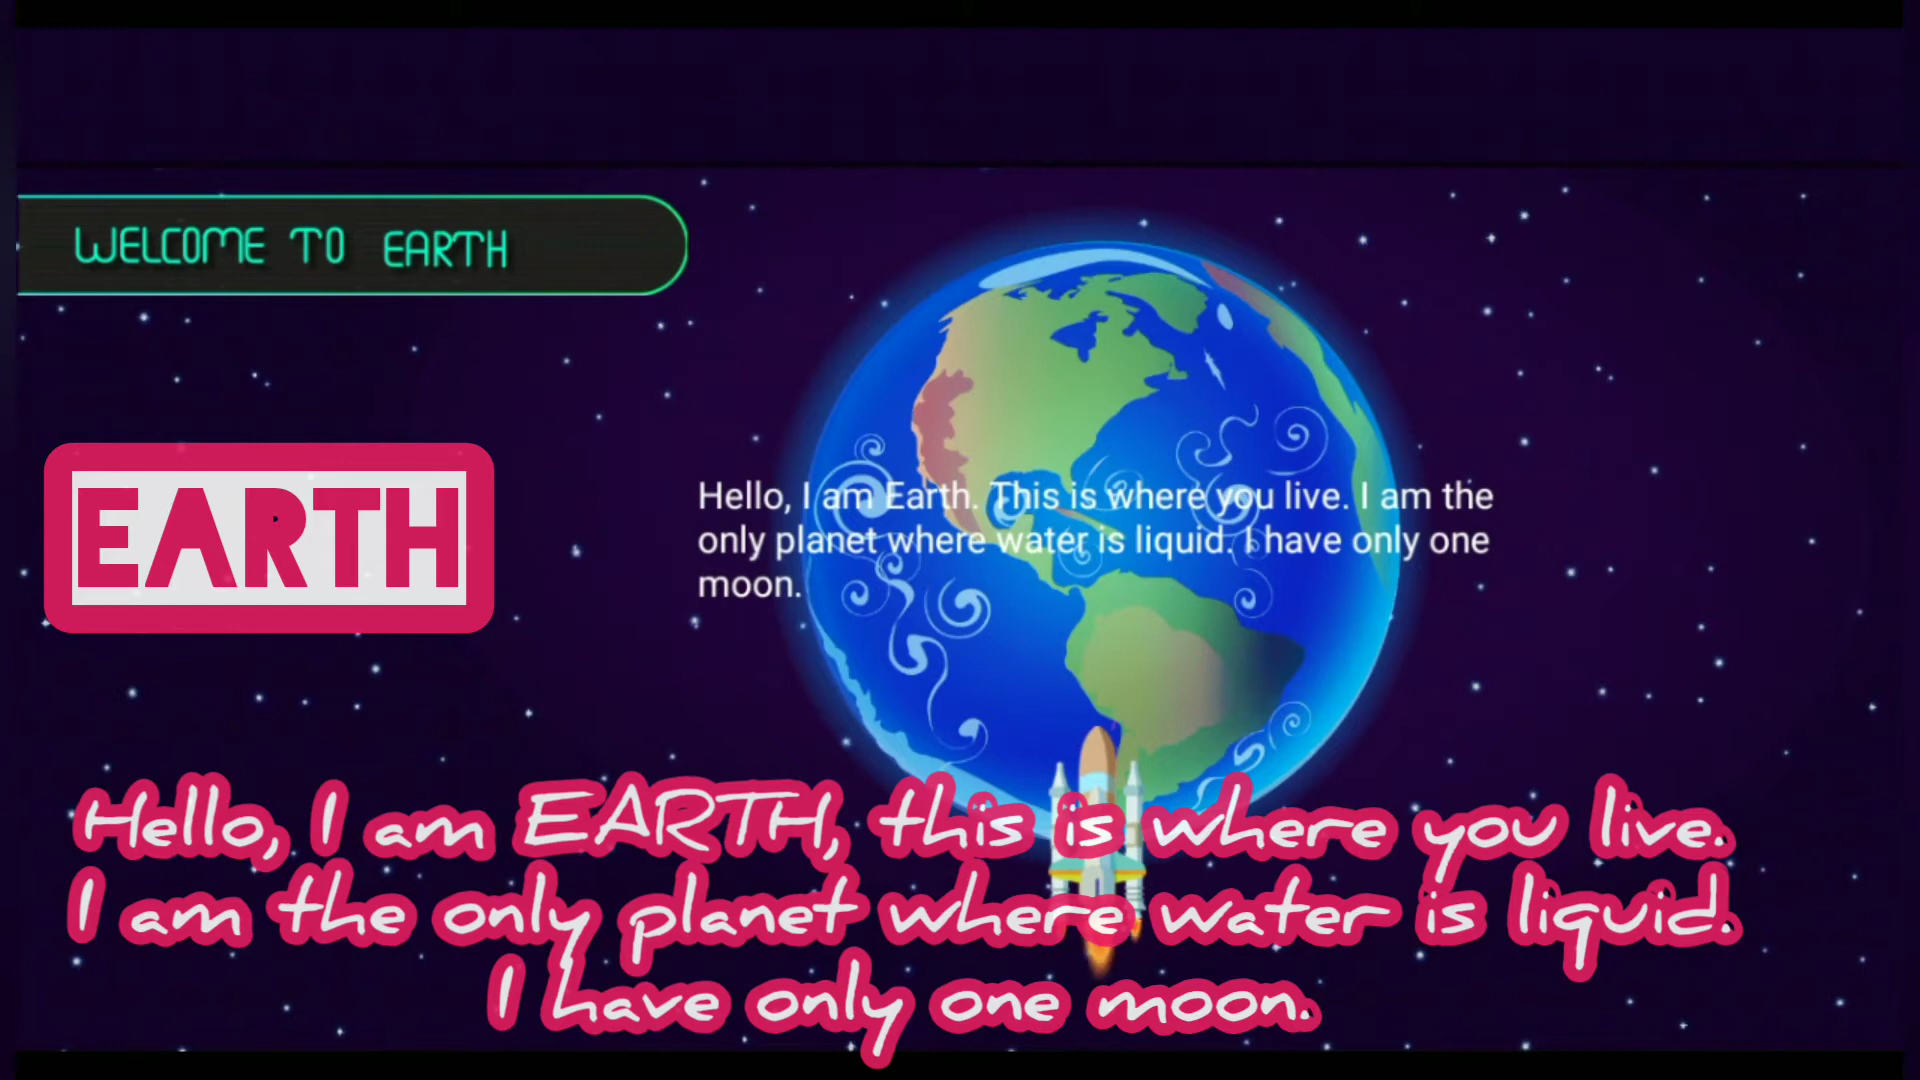 WELCOME TO EARTH
EARTH
Hello, I am Earth. This is where you live. I am the
only planet where water is liquid. I have only one
moon.
Hello, I am EARTH, this is where you live.
I am the only planet where water is liquid.
I have only one moon.